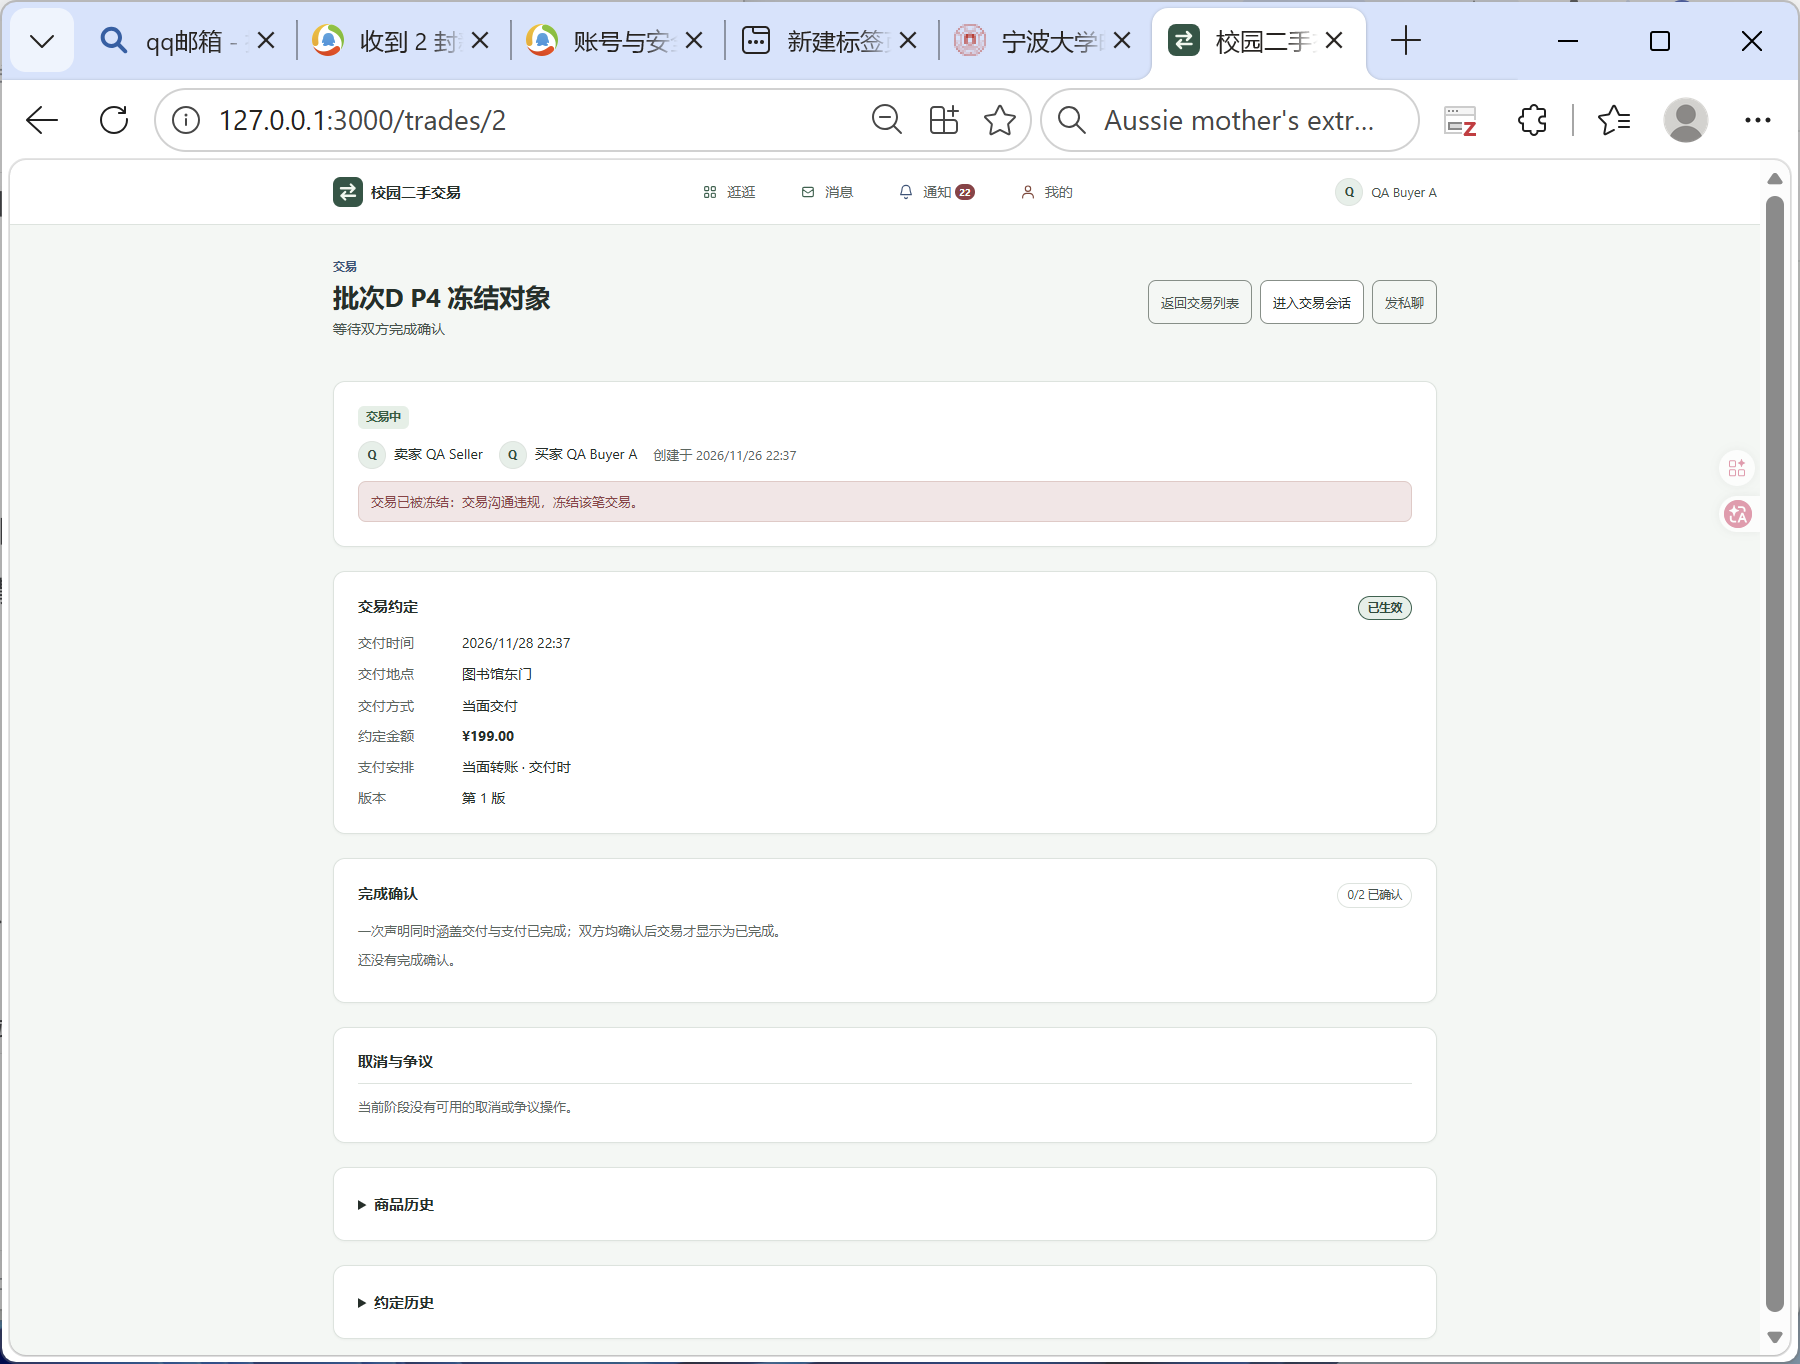 qq邮箱 -
收到 2 封
账号与安全
新建标签
宁波大学
校园二手
127.0.0.1:3000/trades/2
Aussie mother's extr...
校园二手交易
逛逛
消息
通知 22
我的
Q QA Buyer A
交易
批次D P4 冻结对象
等待双方完成确认
返回交易列表
进入交易会话
发私聊
交易中
Q 卖家 QA Seller Q 买家 QA Buyer A 创建于 2026/11/26 22:37
交易已被冻结：交易沟通违规，冻结该笔交易。
交易约定 已生效
交付时间 2026/11/28 22:37
交付地点 图书馆东门
交付方式 当面交付
约定金额 ¥199.00
支付安排 当面转账 · 交付时
版本 第 1 版
完成确认 0/2 已确认
一次声明同时涵盖交付与支付已完成；双方均确认后交易才显示为已完成。
还没有完成确认。
取消与争议
当前阶段没有可用的取消或争议操作。
商品历史
约定历史